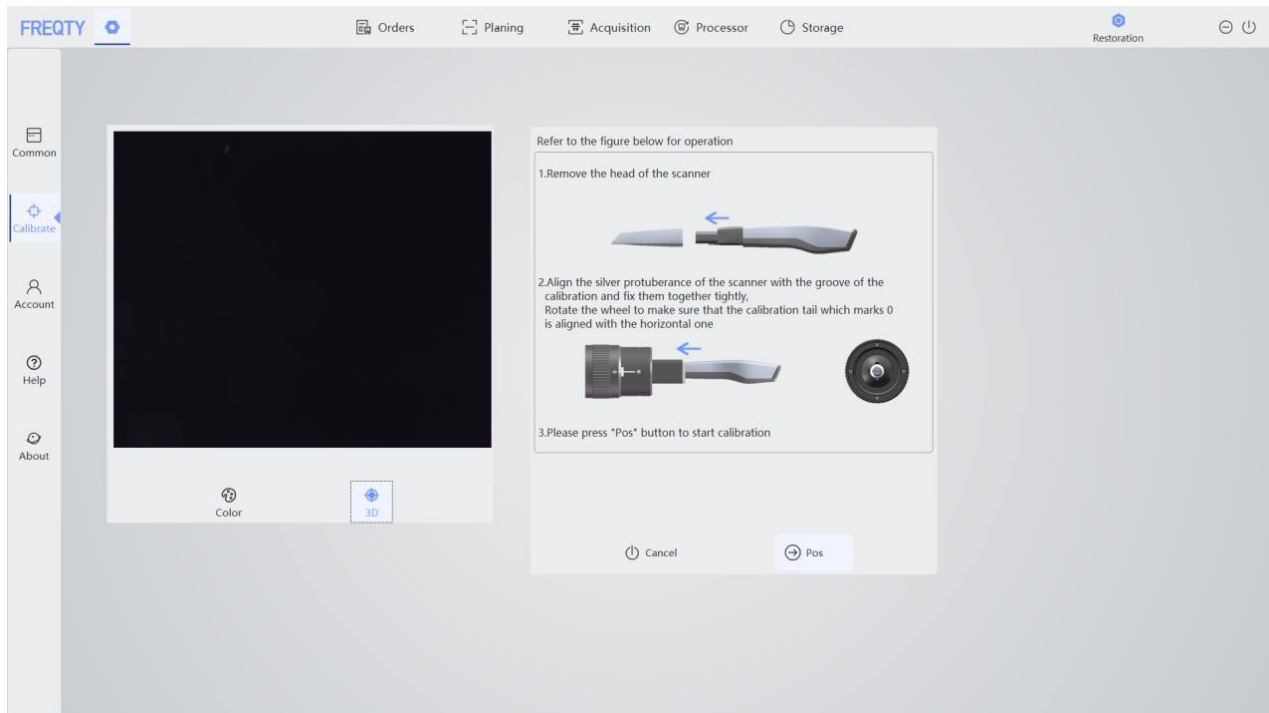 FREQTY
Orders
Planing
Acquisition
Processor
Storage
Restoration
Common
Calibrate
Account
Help
About
Color
3D
Refer to the figure below for operation
1.Remove the head of the scanner
2.Align the silver protuberance of the scanner with the groove of the
calibration and fix them together tightly,
Rotate the wheel to make sure that the calibration tail which marks 0
is aligned with the horizontal one
3.Please press "Pos" button to start calibration
Cancel
Pos